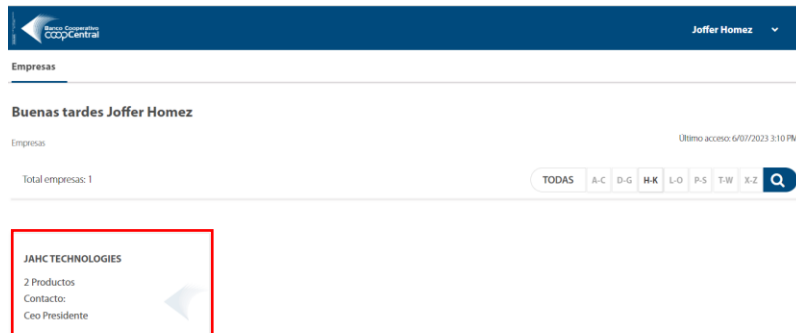 Banco Cooperativo
coopCentral
Joffer Homez
Empresas
Buenas tardes Joffer Homez
Empresas
Último acceso: 6/07/2023 3:10 PM
Total empresas: 1
TODAS A-C D-G H-K L-O P-S T-W X-Z
JAHC TECHNOLOGIES
2 Productos
Contacto:
Ceo Presidente